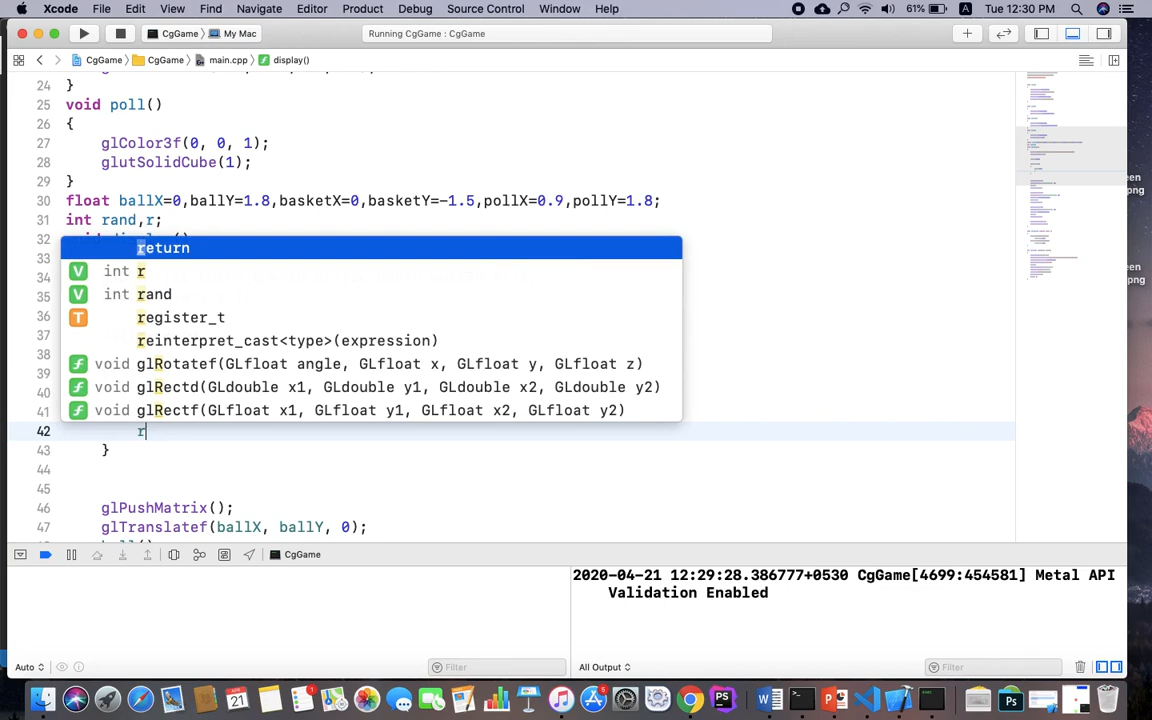 Xcode File Edit View Find Navigate Editor Product Debug Source Control Window Help 61% A Tue 12:30 PM
CgGame My Mac Running CgGame : CgGame
CgGame CgGame main.cpp display()
24 }
25 void poll()
26 {
27 glColor3f(0, 0, 1);
28 glutSolidCube(1);
29 }
30 float ballX=0,ballY=1.8,basketX=0,basketY=-1.5,pollX=0.9,pollY=1.8;
31 int rand,r;
32
33 return
34 V int r
35 V int rand
36 T register_t
37 reinterpret_cast<type>(expression)
38 f void glRotatef(GLfloat angle, GLfloat x, GLfloat y, GLfloat z)
39 f void glRectd(GLdouble x1, GLdouble y1, GLdouble x2, GLdouble y2)
40
41 f void glRectf(GLfloat x1, GLfloat y1, GLfloat x2, GLfloat y2)
42 r
43 }
44
45
46 glPushMatrix();
47 glTranslatef(ballX, ballY, 0);
CgGame
2020-04-21 12:29:28.386777+0530 CgGame[4699:454581] Metal API
Validation Enabled
Auto Filter All Output Filter
een
png
een
png